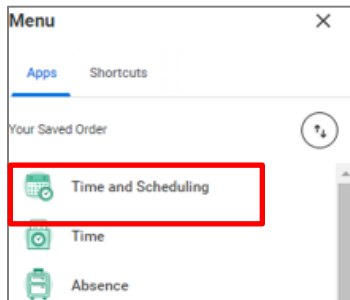 Menu
Apps Shortcuts
Your Saved Order
Time and Scheduling
Time
Absence